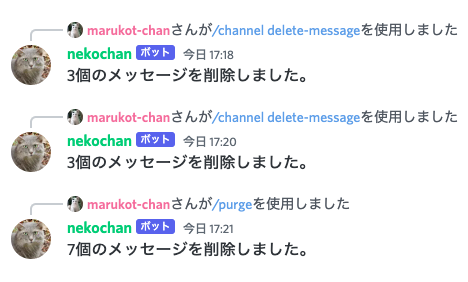 marukot-chanさんが/channel delete-messageを使用しました
nekochan ボット 今日 17:18
3個のメッセージを削除しました。
marukot-chanさんが/channel delete-messageを使用しました
nekochan ボット 今日 17:20
3個のメッセージを削除しました。
marukot-chanさんが/purgeを使用しました
nekochan ボット 今日 17:21
7個のメッセージを削除しました。